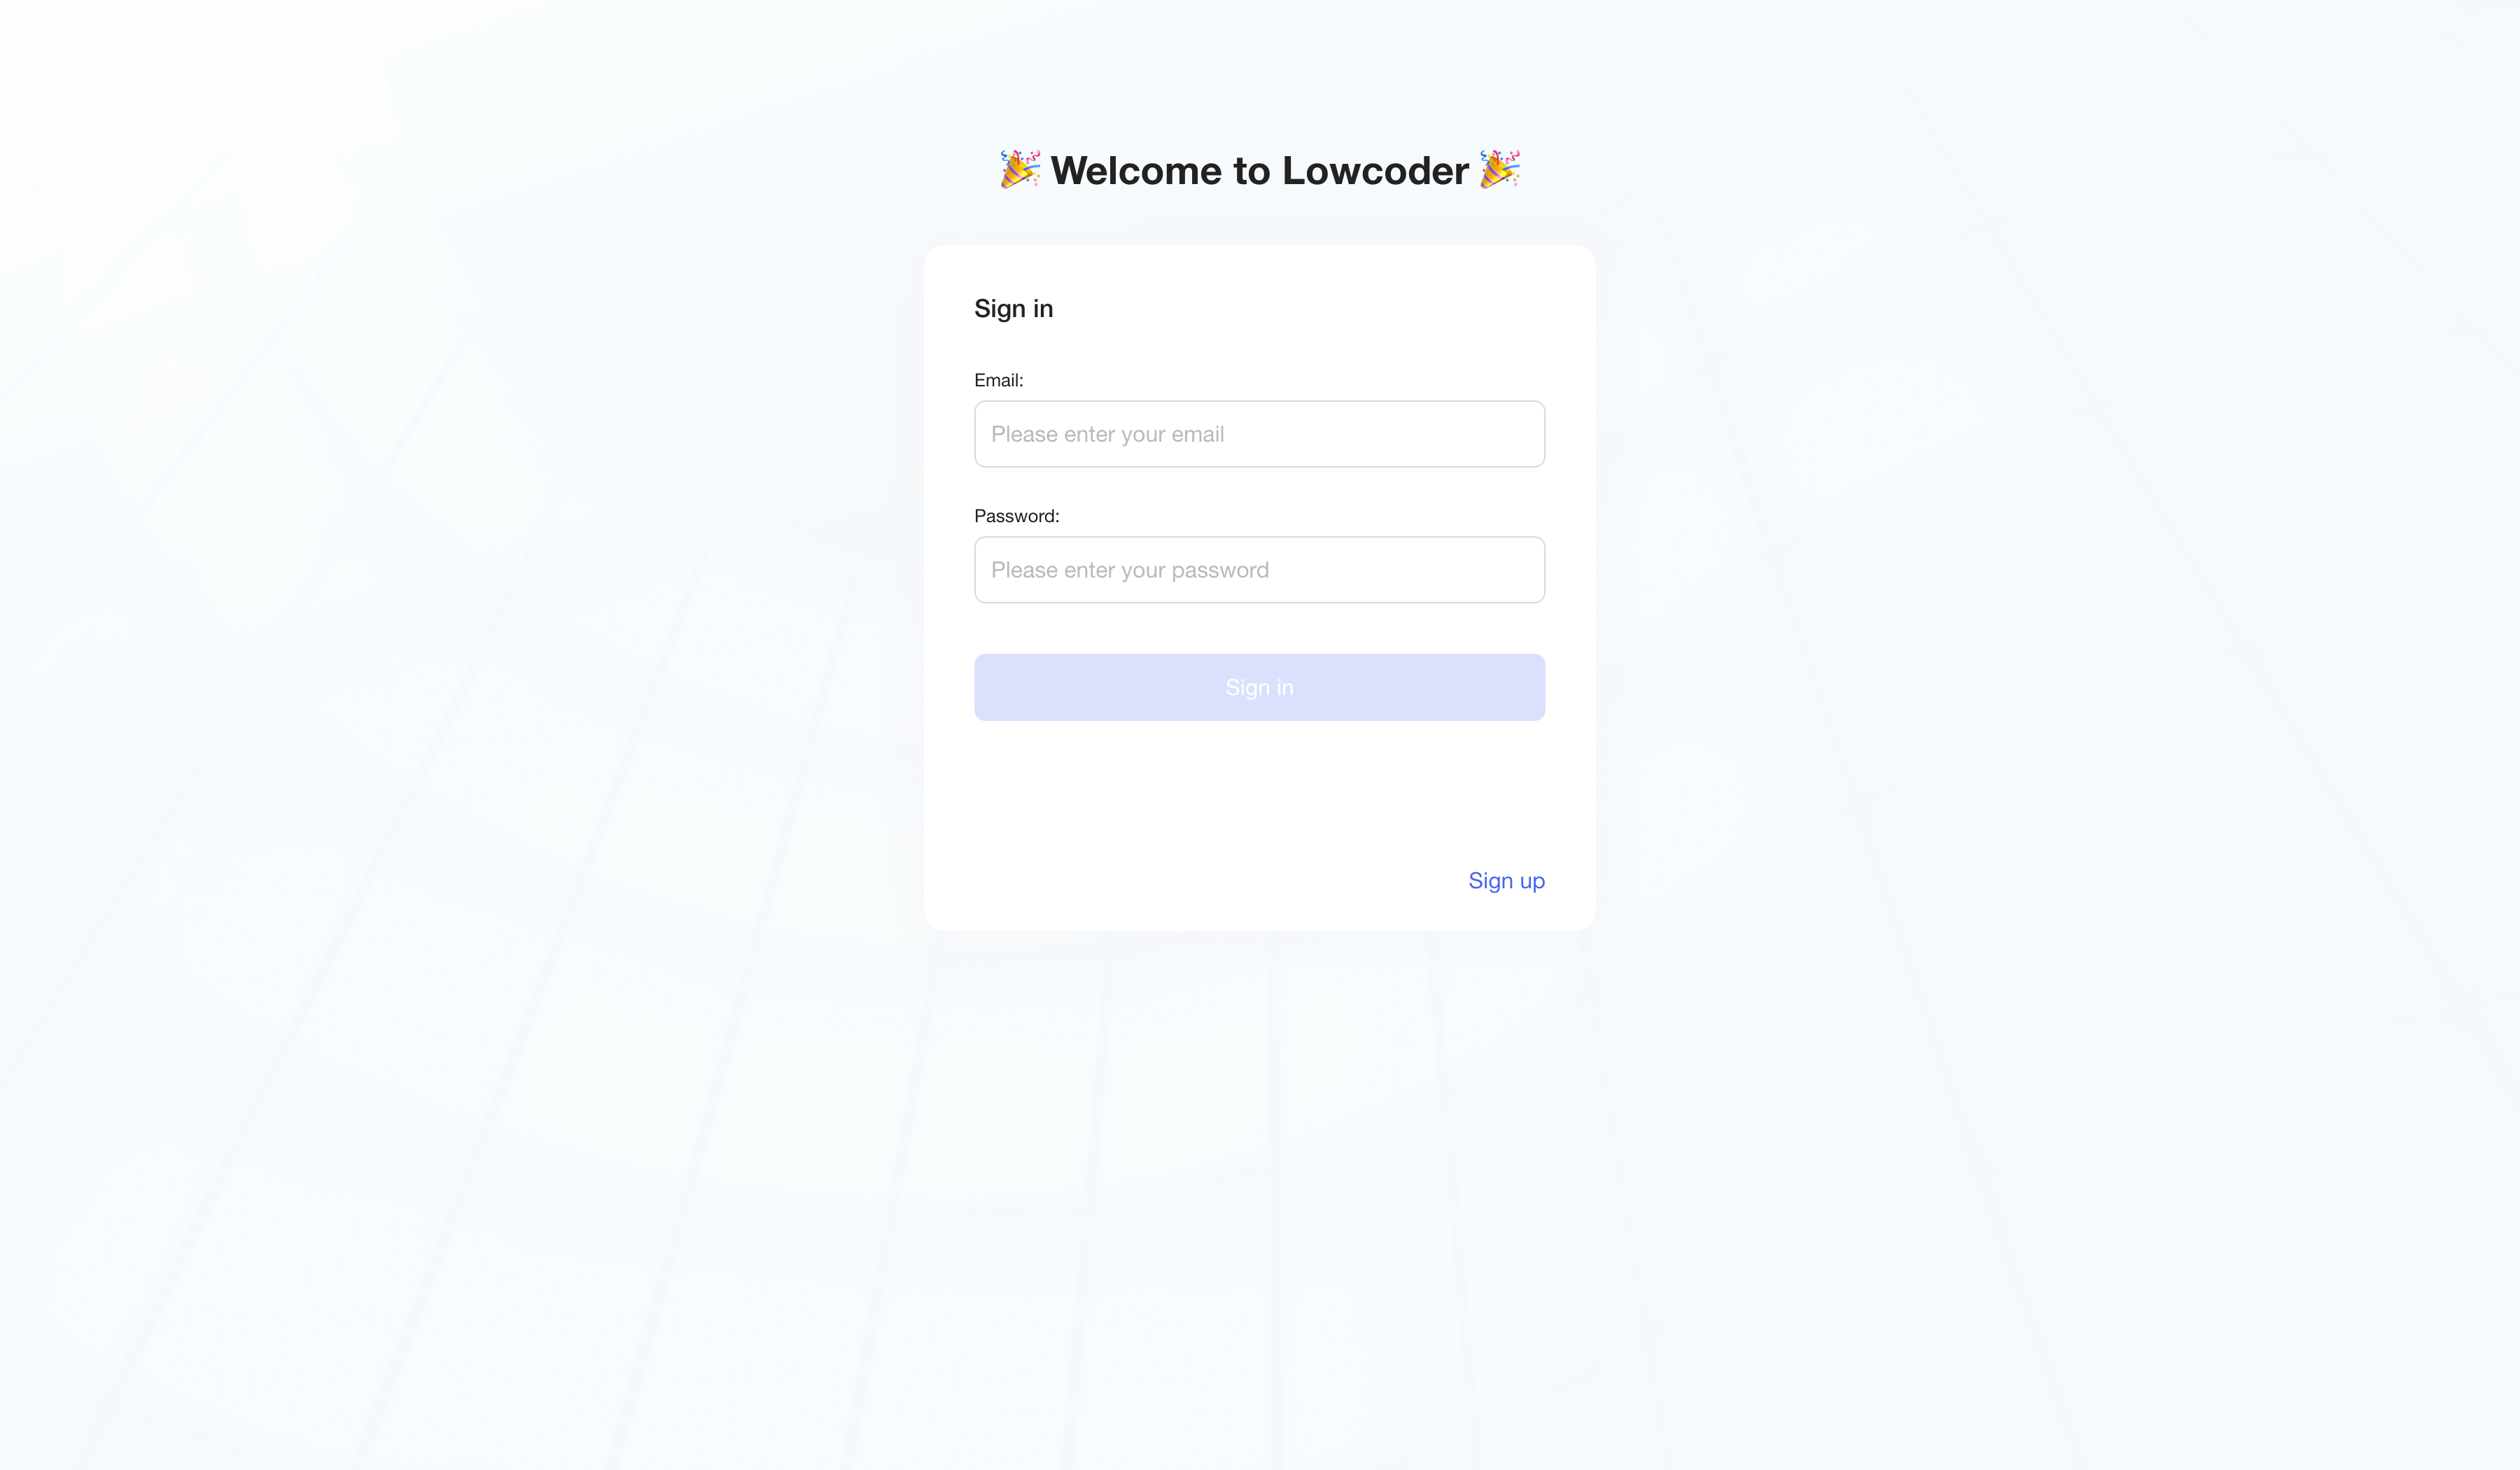 🎉 Welcome to Lowcoder 🎉
Sign in
Email:
Please enter your email
Password:
Please enter your password
Sign in
Sign up